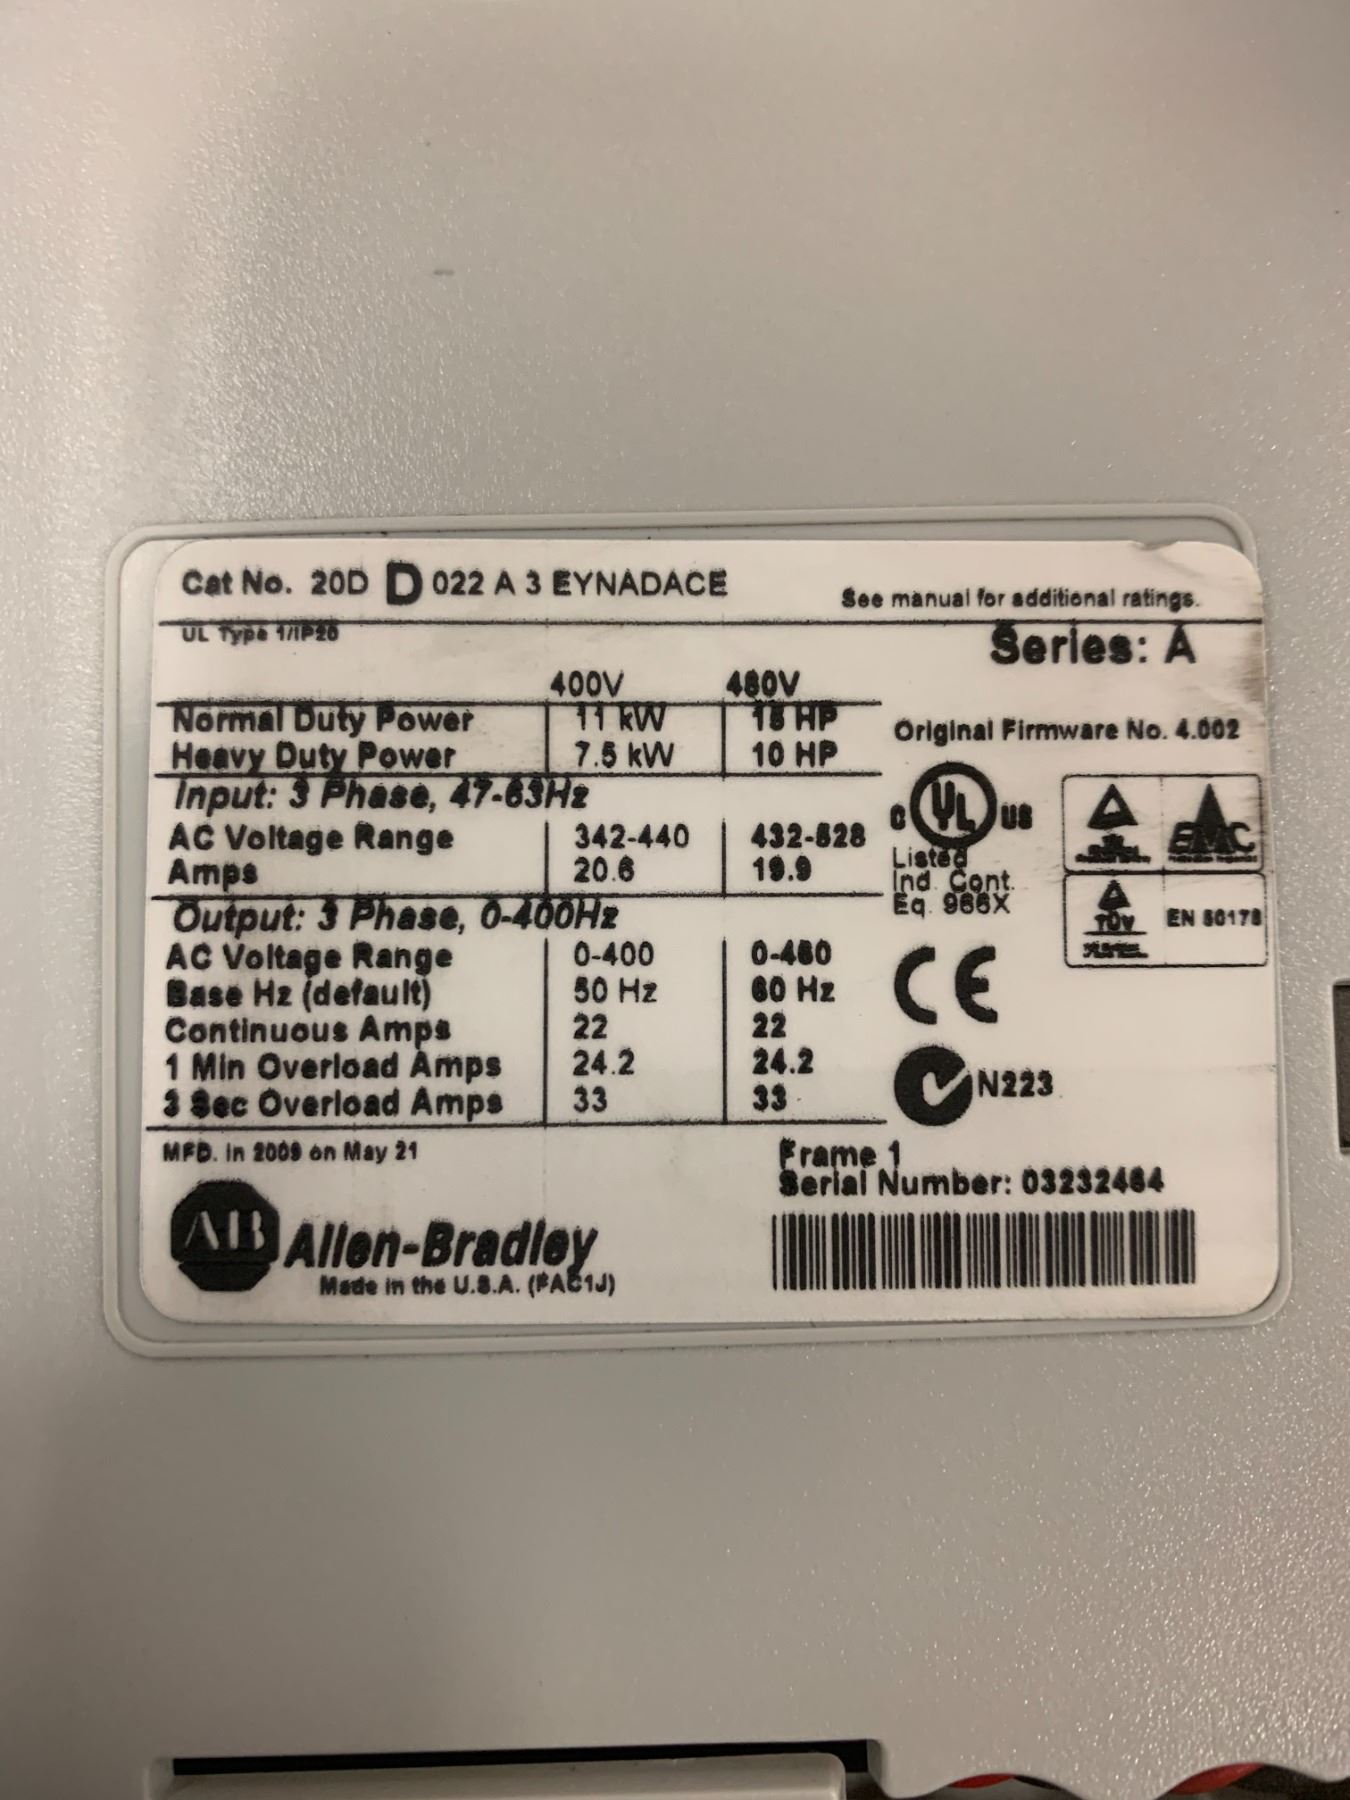 Cat No. 20D D 022 A 3 EYNADACE
See manual for additional ratings.
UL Type 1/IP20
Series: A
400V 480V
Normal Duty Power 11 kW 15 HP
Heavy Duty Power 7.5 kW 10 HP
Original Firmware No. 4.002
Input: 3 Phase, 47-63Hz
AC Voltage Range 342-440 432-528
Amps 20.6 19.9
Output: 3 Phase, 0-400Hz
AC Voltage Range 0-400 0-460
Base Hz (default) 50 Hz 60 Hz
Continuous Amps 22 22
1 Min Overload Amps 24.2 24.2
3 Sec Overload Amps 33 33
C UL US
Listed
Ind. Cont.
Eq. 966X
EMC
TÜV
EN 50178
CE
N223
MFD. in 2009 on May 21
Frame 1
Serial Number: 03232464
AB Allen-Bradley
Made in the U.S.A. (FAC1J)